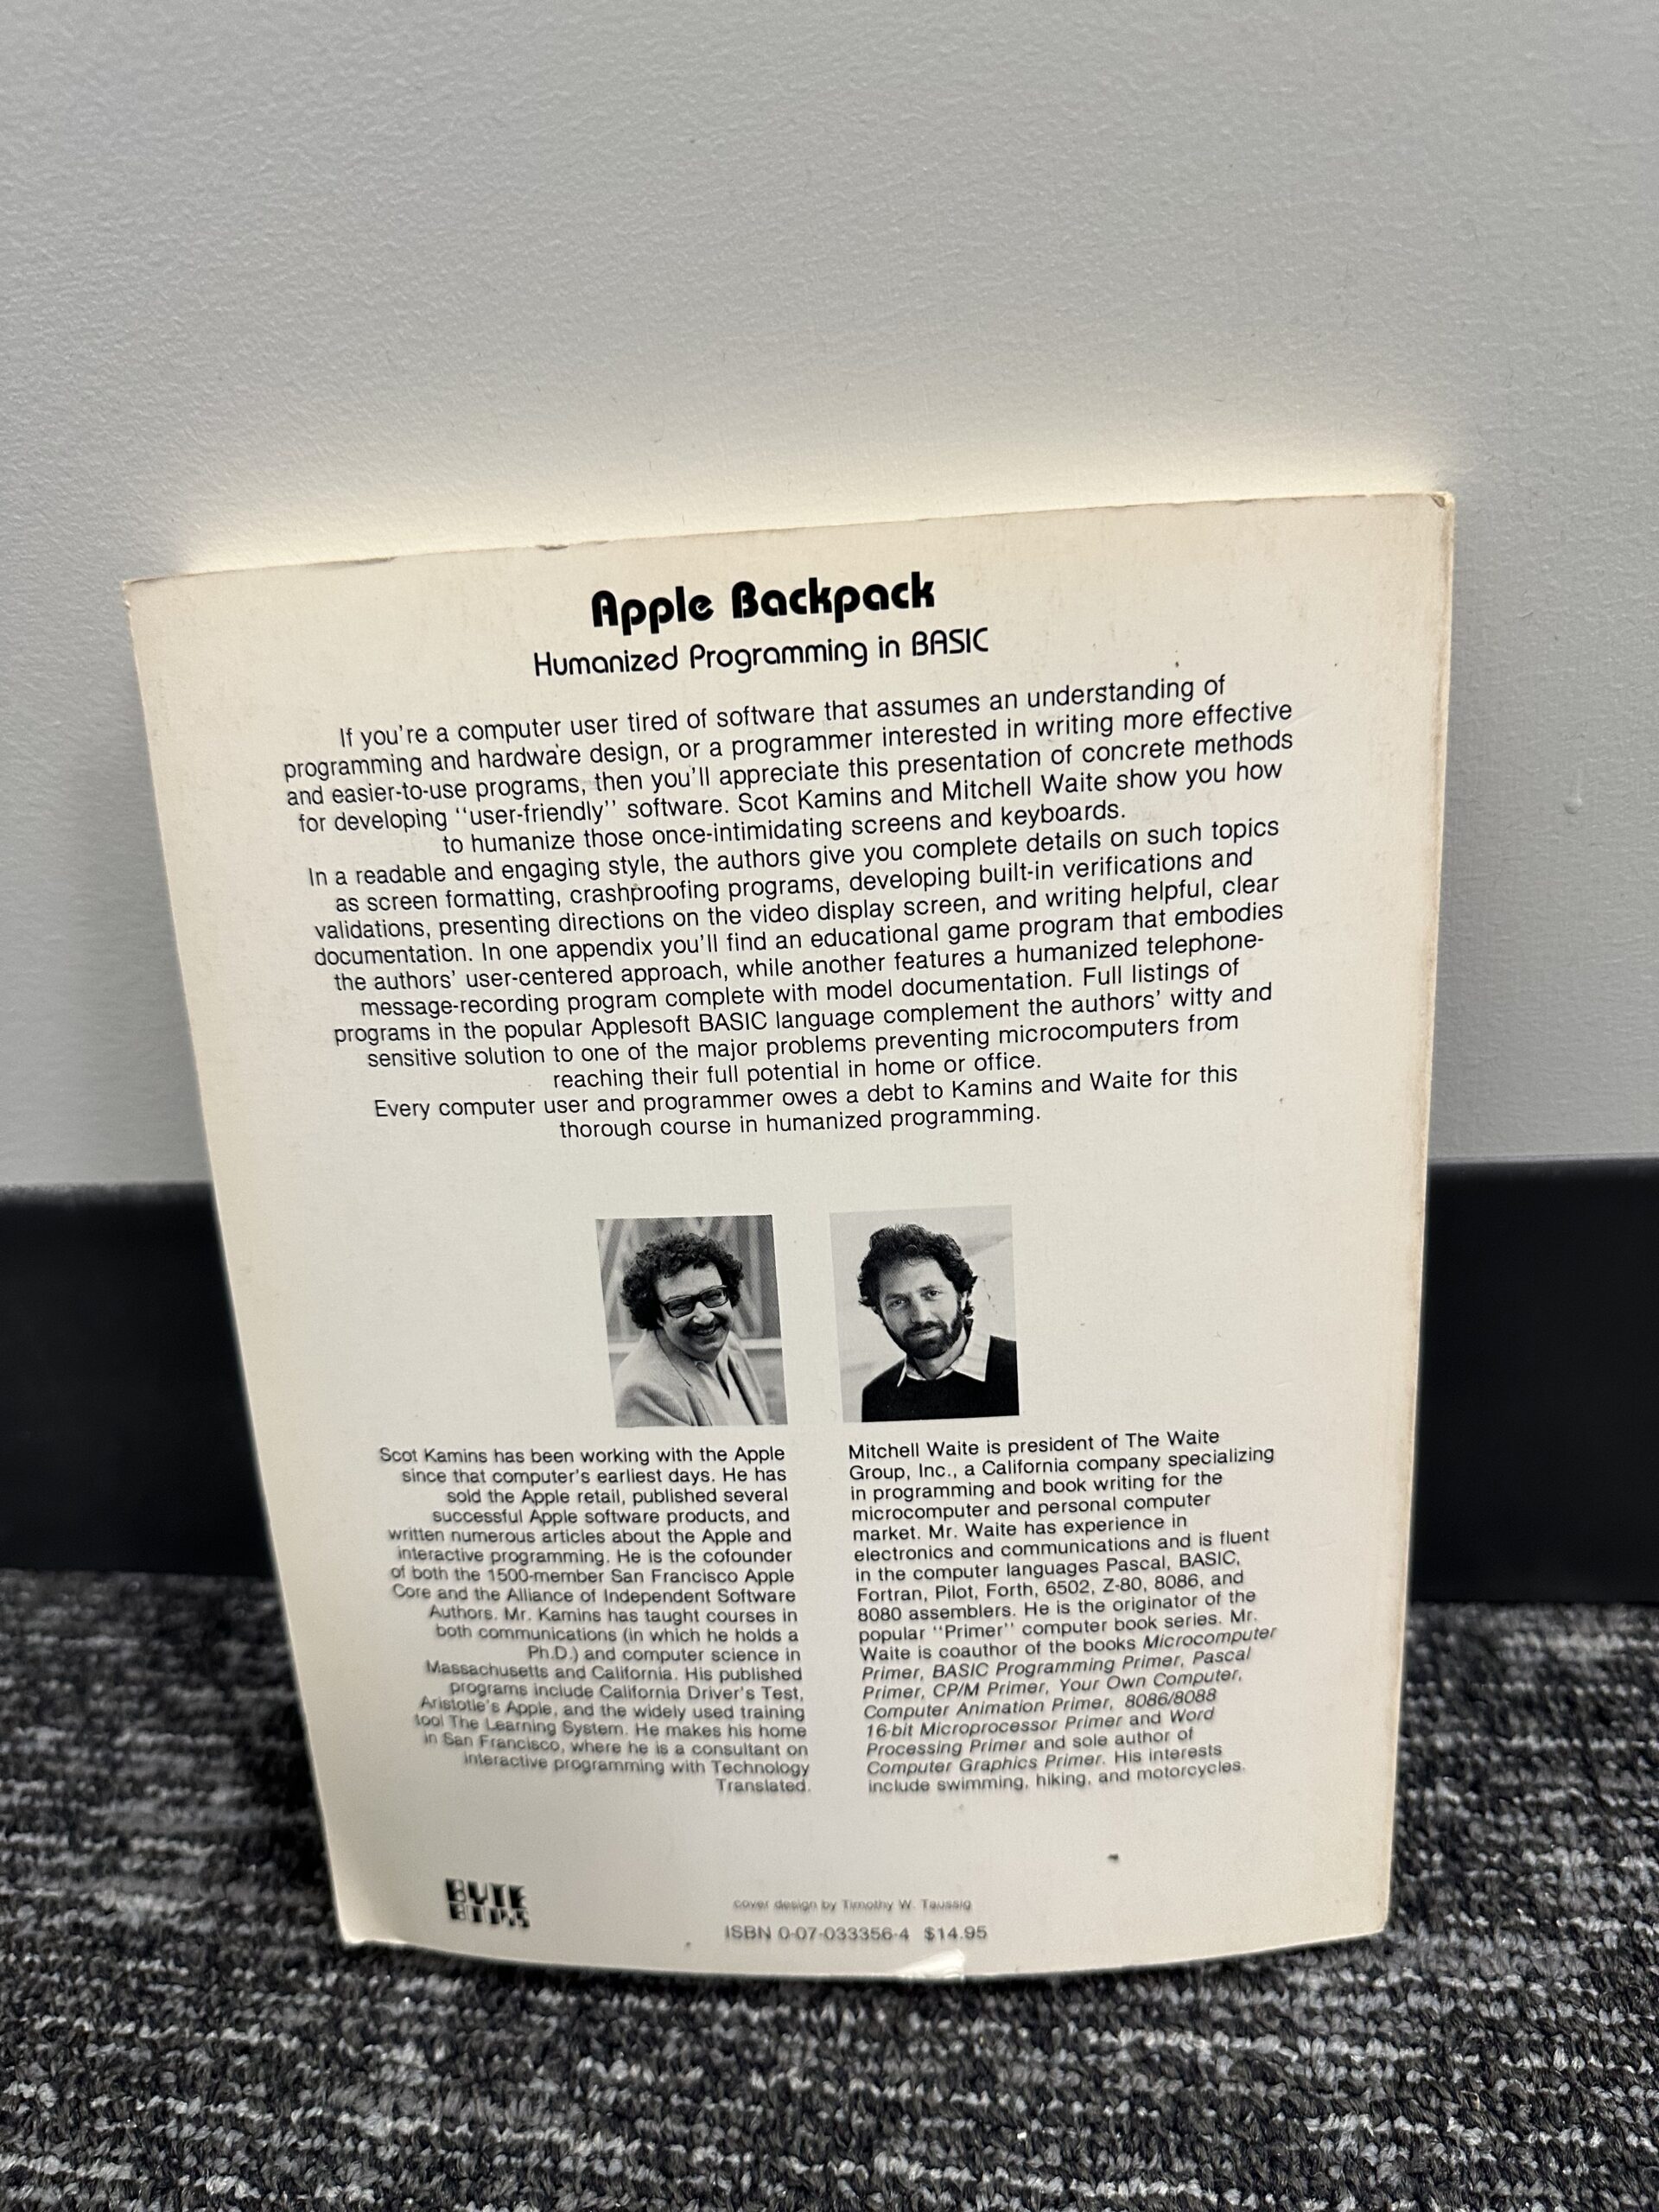 Apple Backpack
Humanized Programming in BASIC
If you're a computer user tired of software that assumes an understanding of
programming and hardware design, or a programmer interested in writing more effective
and easier-to-use programs, then you'll appreciate this presentation of concrete methods
for developing ''user-friendly'' software. Scot Kamins and Mitchell Waite show you how
to humanize those once-intimidating screens and keyboards.
In a readable and engaging style, the authors give you complete details on such topics
as screen formatting, crashproofing programs, developing built-in verifications and
validations, presenting directions on the video display screen, and writing helpful, clear
documentation. In one appendix you'll find an educational game program that embodies
the authors' user-centered approach, while another features a humanized telephone-
message-recording program complete with model documentation. Full listings of
programs in the popular Applesoft BASIC language complement the authors' witty and
sensitive solution to one of the major problems preventing microcomputers from
reaching their full potential in home or office.
Every computer user and programmer owes a debt to Kamins and Waite for this
thorough course in humanized programming.
Scot Kamins has been working with the Apple
since that computer's earliest days. He has
sold the Apple retail, published several
successful Apple software products, and
written numerous articles about the Apple and
interactive programming. He is the cofounder
of both the 1500-member San Francisco Apple
Core and the Alliance of Independent Software
Authors. Mr. Kamins has taught courses in
both communications (in which he holds a
Ph.D.) and computer science in
Massachusetts and California. His published
programs include California Driver's Test,
Aristotle's Apple, and the widely used training
tool The Learning System. He makes his home
in San Francisco, where he is a consultant on
interactive programming with Technology
Translated.
Mitchell Waite is president of The Waite
Group, Inc., a California company specializing
in programming and book writing for the
microcomputer and personal computer
market. Mr. Waite has experience in
electronics and communications and is fluent
in the computer languages Pascal, BASIC,
Fortran, Pilot, Forth, 6502, Z-80, 8086, and
8080 assemblers. He is the originator of the
popular ''Primer'' computer book series. Mr.
Waite is coauthor of the books Microcomputer
Primer, BASIC Programming Primer, Pascal
Primer, CP/M Primer, Your Own Computer,
Computer Animation Primer, 8086/8088
16-bit Microprocessor Primer and Word
Processing Primer and sole author of
Computer Graphics Primer. His interests
include swimming, hiking, and motorcycles.
BYTE
cover design by Timothy W. Taussig
ISBN 0-07-033356-4 $14.95